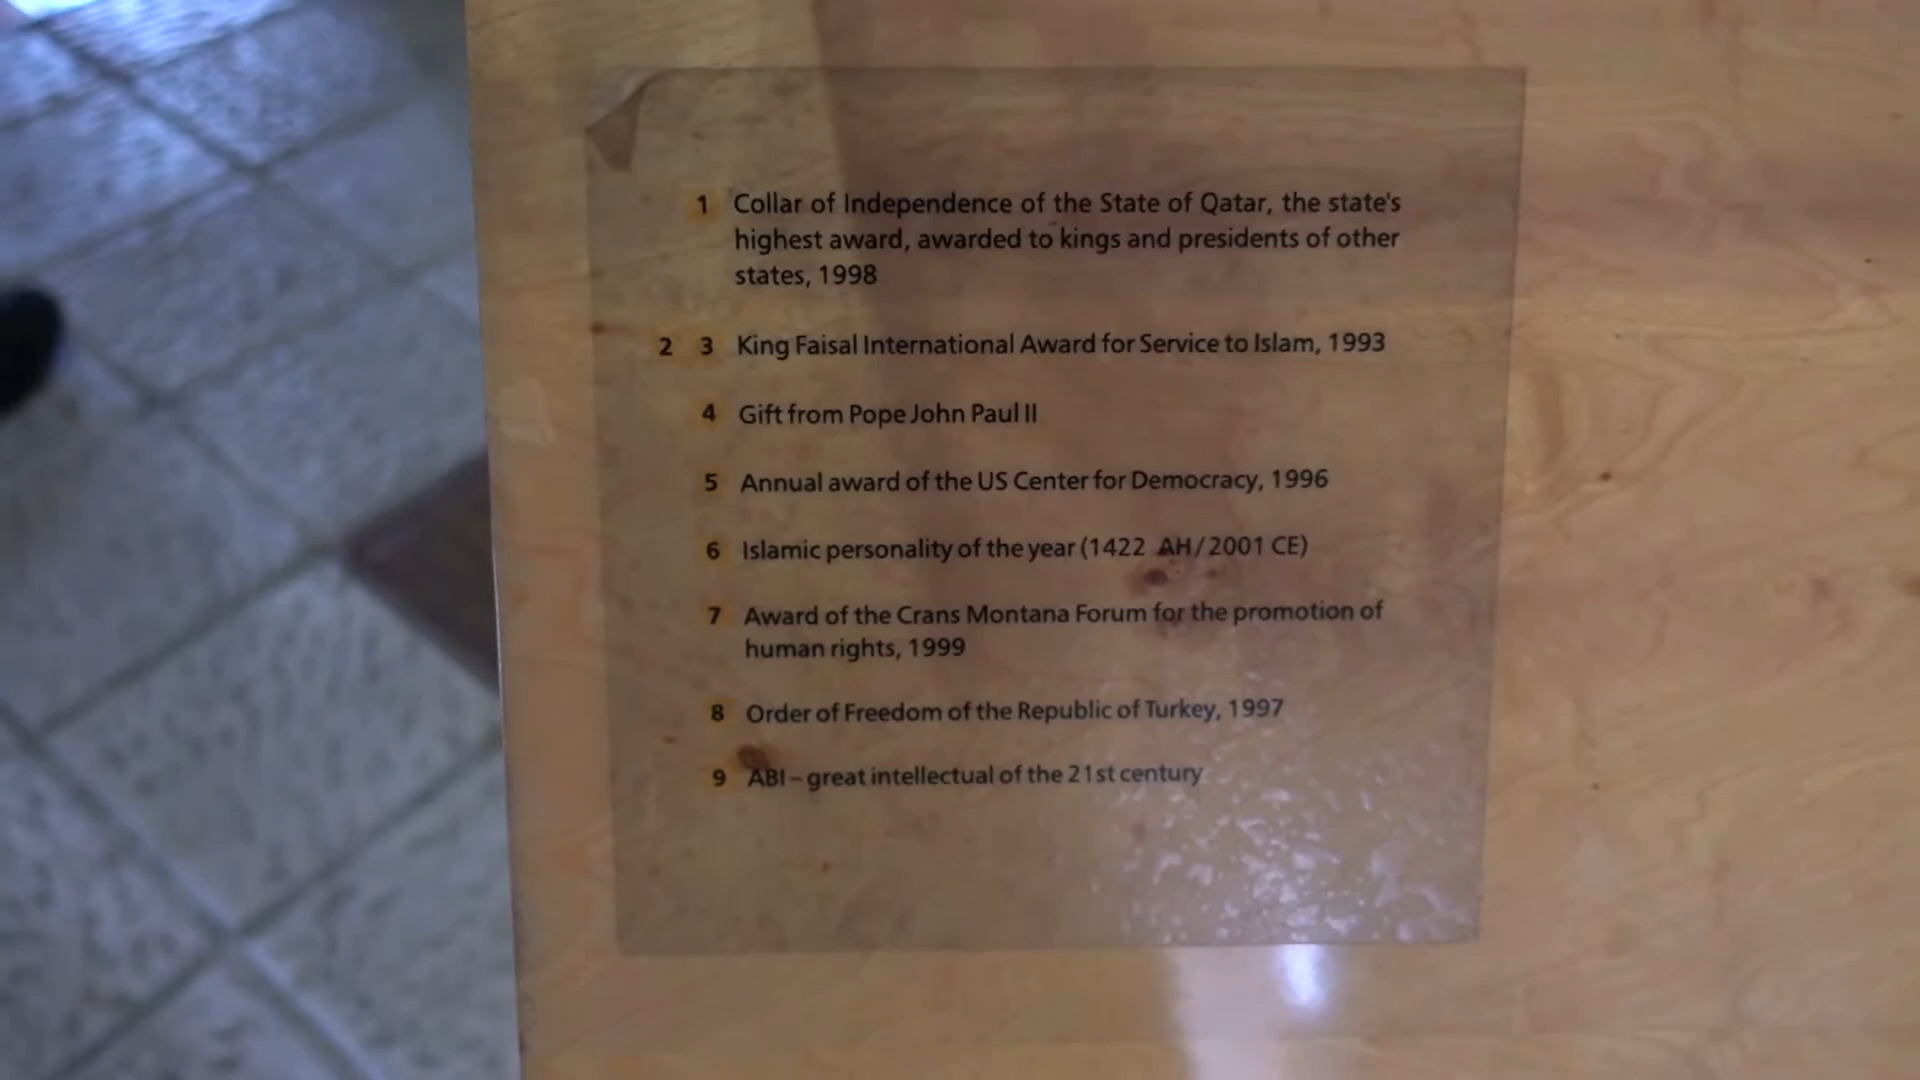 1 Collar of Independence of the State of Qatar, the state's
highest award, awarded to kings and presidents of other
states, 1998
2 3 King Faisal International Award for Service to Islam, 1993
4 Gift from Pope John Paul II
5 Annual award of the US Center for Democracy, 1996
6 Islamic personality of the year (1422 AH/2001 CE)
7 Award of the Crans Montana Forum for the promotion of
human rights, 1999
8 Order of Freedom of the Republic of Turkey, 1997
9 ABI – great intellectual of the 21st century